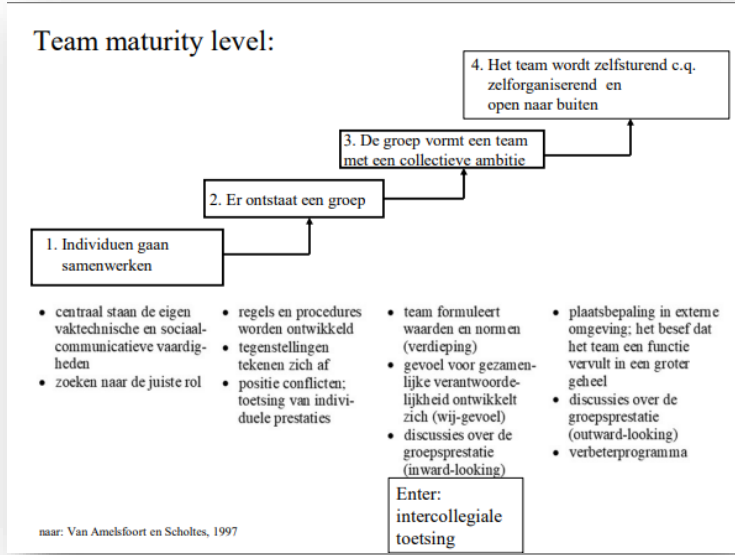 Team maturity level:
4. Het team wordt zelfsturend c.q.
zelforganiserend en
open naar buiten
3. De groep vormt een team
met een collectieve ambitie
2. Er ontstaat een groep
1. Individuen gaan
samenwerken
• centraal staan de eigen
vaktechnische en sociaal-
communicatieve vaardig-
heden
• zoeken naar de juiste rol
• regels en procedures
worden ontwikkeld
• tegenstellingen
tekenen zich af
• positie conflicten;
toetsing van indivi-
duele prestaties
• team formuleert
waarden en normen
(verdieping)
• gevoel voor gezamen-
lijke verantwoorde-
lijkheid ontwikkelt
zich (wij-gevoel)
• discussies over de
groepsprestatie
(inward-looking)
• plaatsbepaling in externe
omgeving; het besef dat
het team een functie
vervult in een groter
geheel
• discussies over de
groepsprestatie
(outward-looking)
• verbeterprogramma
Enter:
intercollegiale
toetsing
naar: Van Amelsfoort en Scholtes, 1997